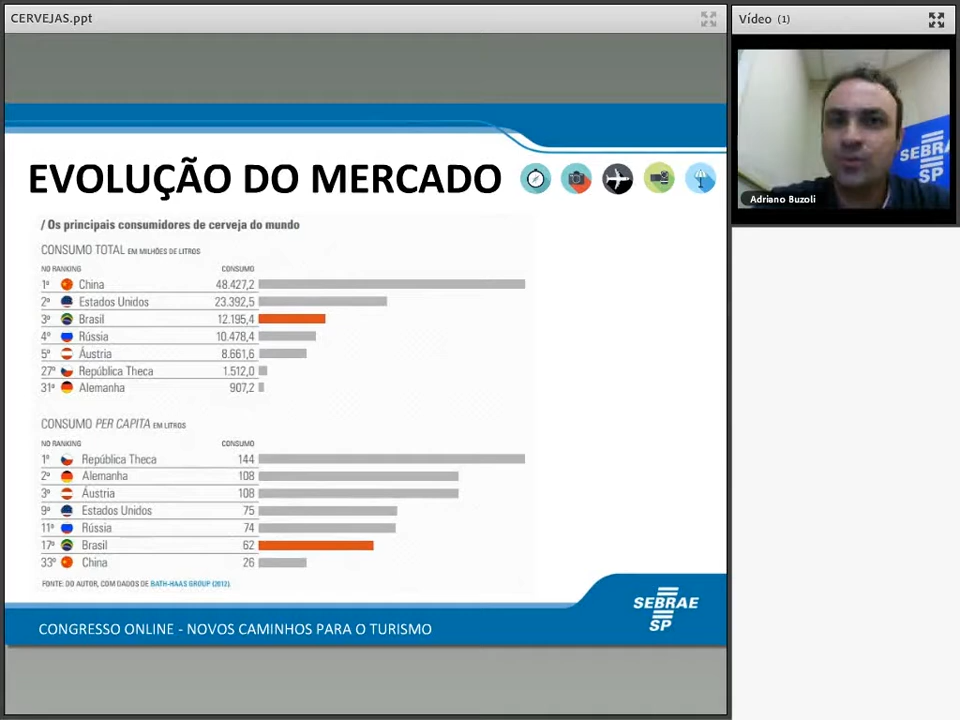 CERVEJAS.ppt
Vídeo (1)
EVOLUÇÃO DO MERCADO
/ Os principais consumidores de cerveja do mundo
CONSUMO TOTAL EM MILHÕES DE LITROS
NO RANKING CONSUMO
1º China 48.427,2
2º Estados Unidos 23.392,5
3º Brasil 12.195,4
4º Rússia 10.478,4
5º Áustria 8.661,6
27º República Theca 1.512,0
31º Alemanha 907,2
CONSUMO PER CAPITA EM LITROS
NO RANKING CONSUMO
1º República Theca 144
2º Alemanha 108
3º Áustria 108
9º Estados Unidos 75
11º Rússia 74
17º Brasil 62
33º China 26
FONTE: DO AUTOR, COM DADOS DE BATH-HAAS GROUP (2012).
SEBRAE
SP
CONGRESSO ONLINE - NOVOS CAMINHOS PARA O TURISMO
SEBRA
SP
Adriano Buzoli